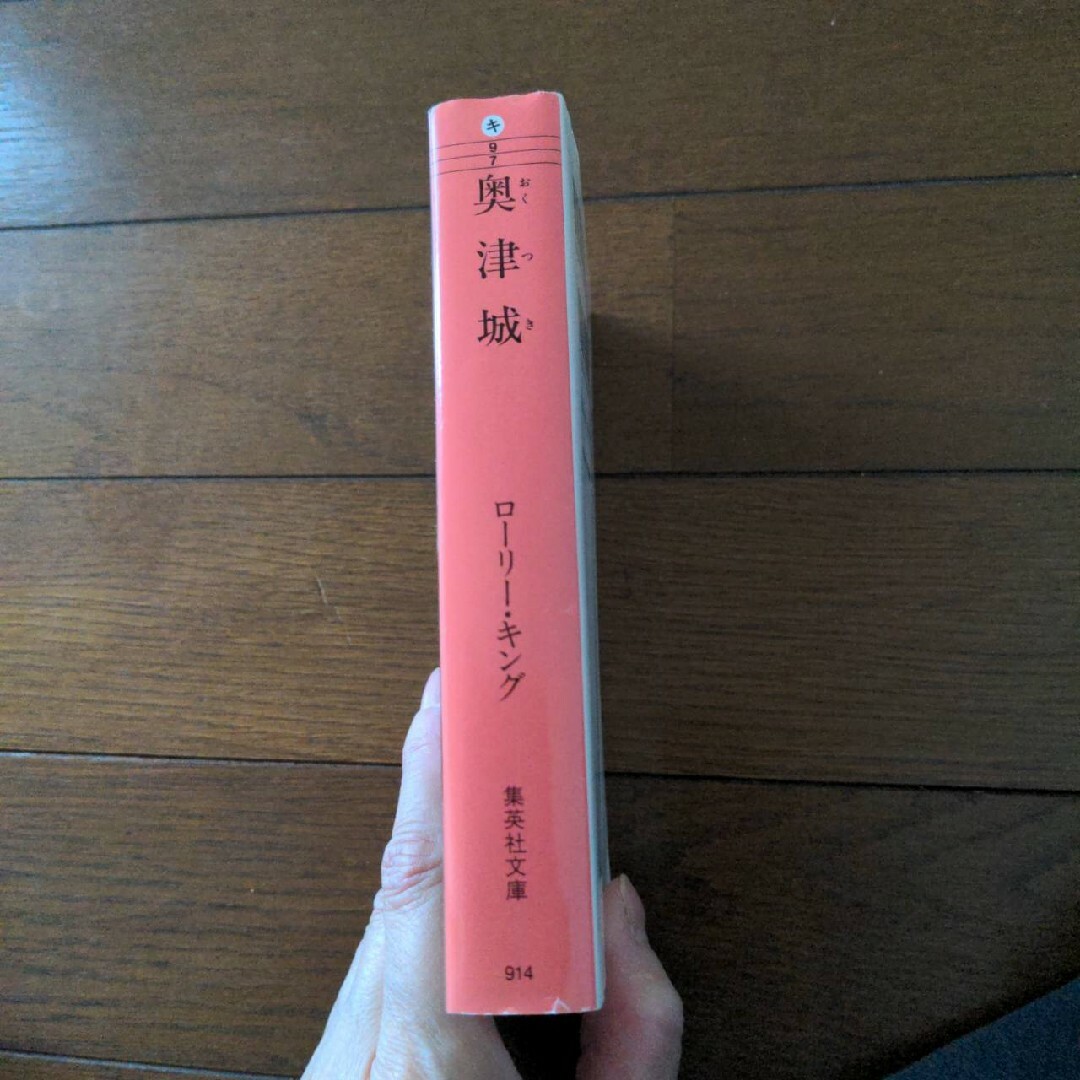 キ
9
7
奥津城
おくつき
ローリー・キング
集英社文庫
914